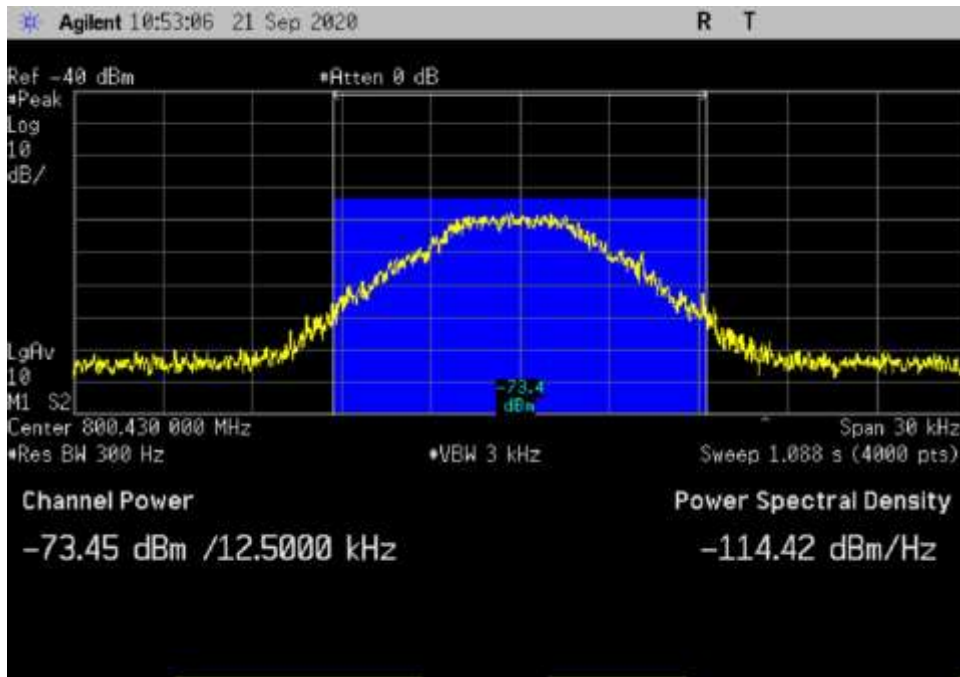 Agilent 10:53:06 21 Sep 2020 R T
Ref -40 dBm #Atten 0 dB
#Peak
Log
10
dB/
LgAv
10
M1 S2
-73.4
dBm
Center 800.430 000 MHz Span 30 kHz
#Res BW 300 Hz #VBW 3 kHz Sweep 1.088 s (4000 pts)
Channel Power Power Spectral Density
-73.45 dBm /12.5000 kHz -114.42 dBm/Hz